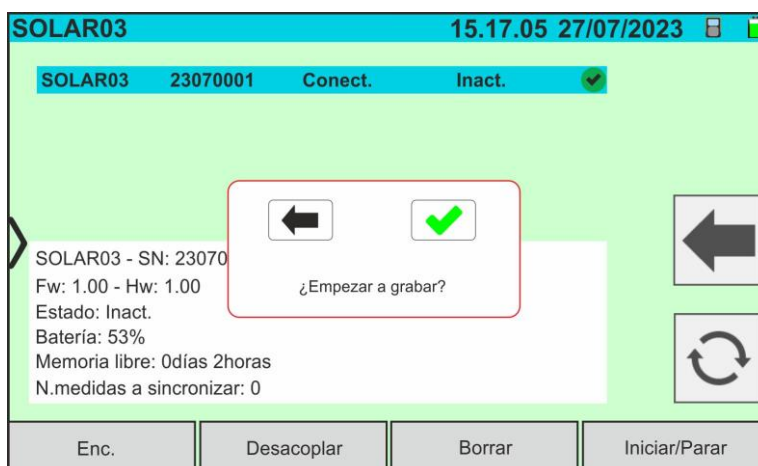 SOLAR03 15.17.05 27/07/2023
SOLAR03 23070001 Conect. Inact.
¿Empezar a grabar?
SOLAR03 - SN: 23070
Fw: 1.00 - Hw: 1.00
Estado: Inact.
Batería: 53%
Memoria libre: 0días 2horas
N.medidas a sincronizar: 0
Enc. Desacoplar Borrar Iniciar/Parar